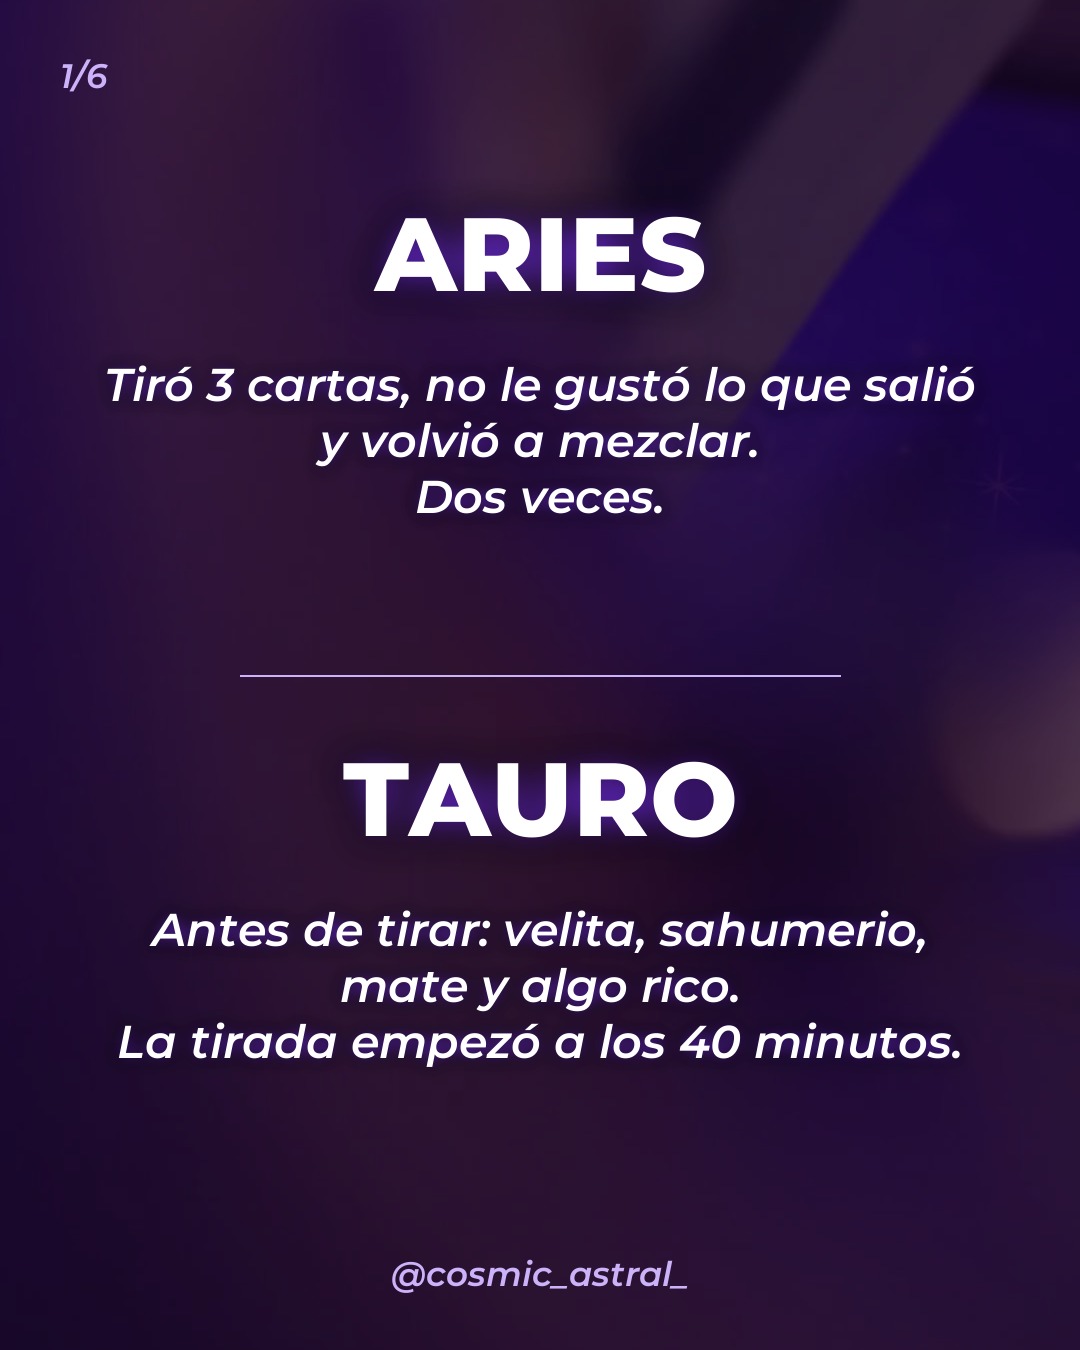 1/6
ARIES
Tiró 3 cartas, no le gustó lo que salió
y volvió a mezclar.
Dos veces.
TAURO
Antes de tirar: velita, sahumerio,
mate y algo rico.
La tirada empezó a los 40 minutos.
@cosmic_astral_